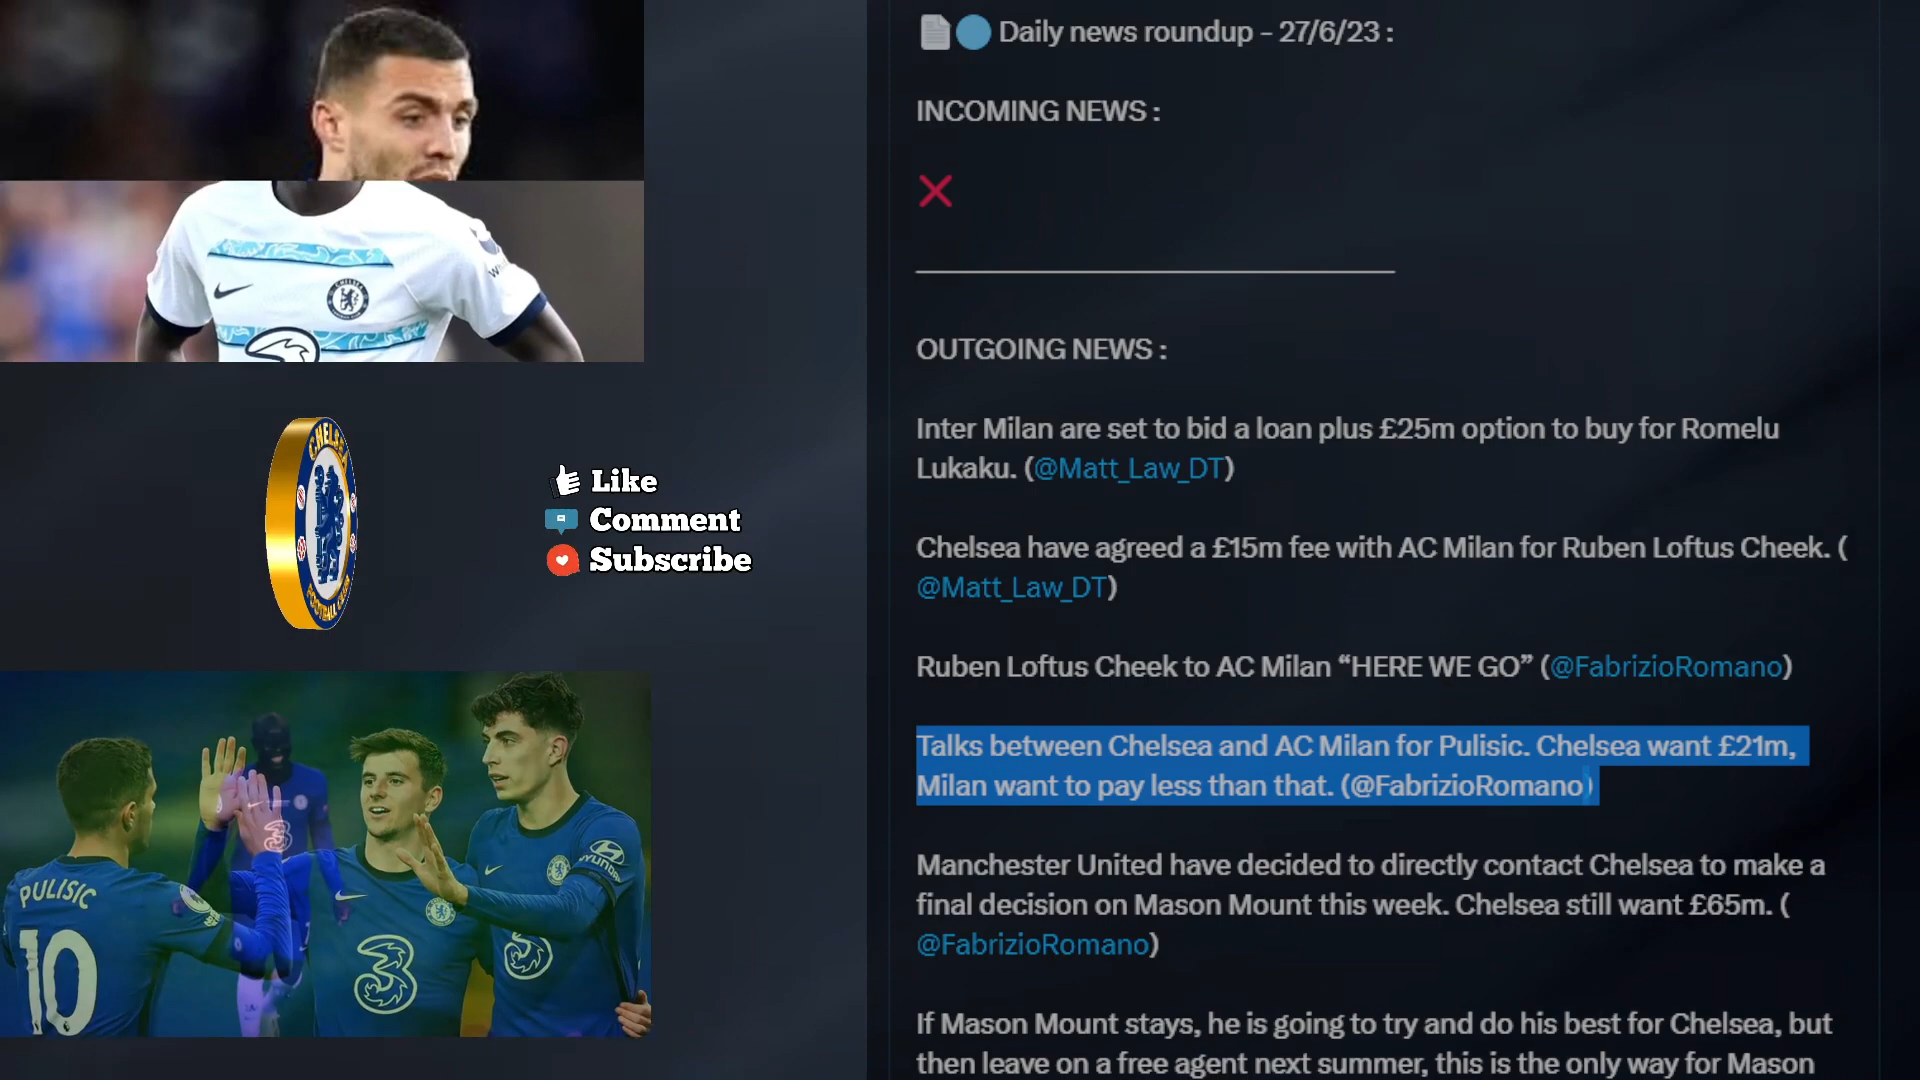 Daily news roundup - 27/6/23 :
INCOMING NEWS :
OUTGOING NEWS :
Inter Milan are set to bid a loan plus £25m option to buy for Romelu
Lukaku. (@Matt_Law_DT)
Chelsea have agreed a £15m fee with AC Milan for Ruben Loftus Cheek. (
@Matt_Law_DT)
Ruben Loftus Cheek to AC Milan “HERE WE GO” (@FabrizioRomano)
Talks between Chelsea and AC Milan for Pulisic. Chelsea want £21m,
Milan want to pay less than that. (@FabrizioRomano)
Manchester United have decided to directly contact Chelsea to make a
final decision on Mason Mount this week. Chelsea still want £65m. (
@FabrizioRomano)
If Mason Mount stays, he is going to try and do his best for Chelsea, but
then leave on a free agent next summer, this is the only way for Mason
Like
Comment
Subscribe
PULISIC
10
3
3
HYUNDAI